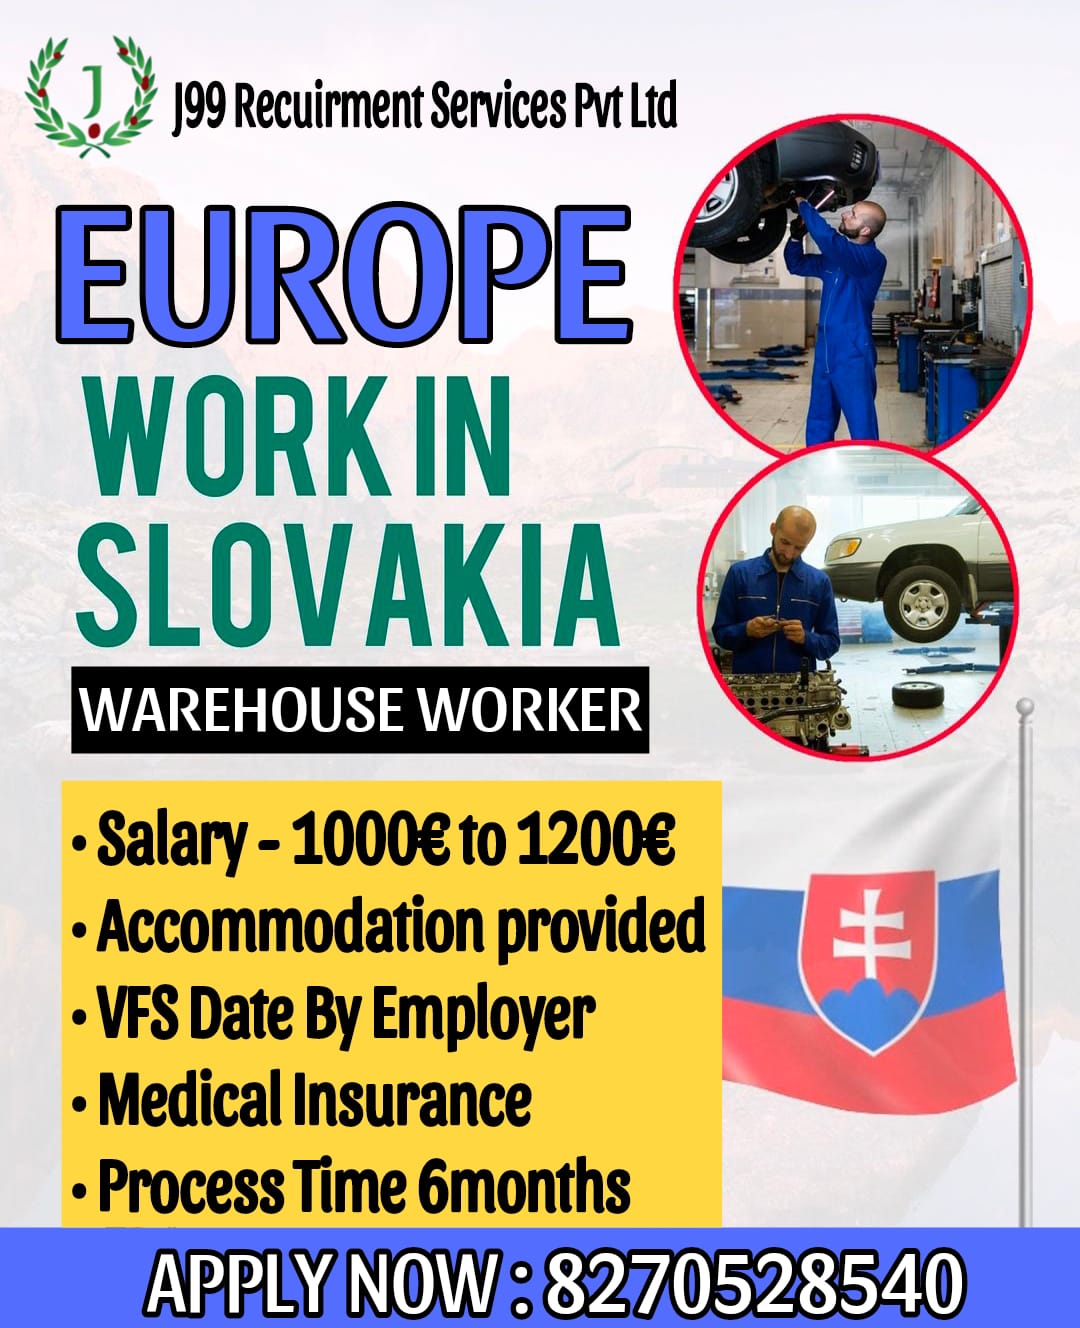 J
J99 Recuirment Services Pvt Ltd
EUROPE
WORK IN
SLOVAKIA
WAREHOUSE WORKER
• Salary - 1000€ to 1200€
• Accommodation provided
• VFS Date By Employer
• Medical Insurance
• Process Time 6months
APPLY NOW : 8270528540